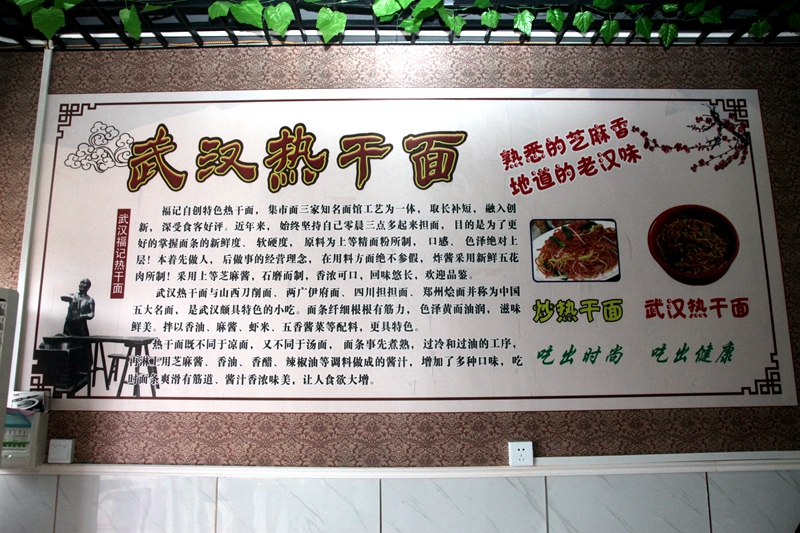 武汉热干面
熟悉的芝麻香
地道的老汉味
武汉福记热干面
福记自创特色热干面，集市面三家知名面馆工艺为一体，取长补短，融入创
新，深受食客好评。近年来，始终坚持自己零晨三点多起来担面，目的是为了更
好的掌握面条的新鲜度、软硬度，原料为上等精面粉所制，口感、色泽绝对上
层！本着先做人，后做事的经营理念，在用料方面绝不参假，炸酱采用新鲜五花
肉所制！采用上等芝麻酱，石磨而制，香浓可口，回味悠长，欢迎品鉴。
武汉热干面与山西刀削面、两广伊府面、四川担担面、郑州烩面并称为中国
五大名面，是武汉颇具特色的小吃。面条纤细根根有筋力，色泽黄而油润，滋味
鲜美。拌以香油、麻酱、虾米、五香酱菜等配料，更具特色。
热干面既不同于凉面，又不同于汤面，面条事先煮熟，过冷和过油的工序，
再淋上用芝麻酱、香油、香醋、辣椒油等调料做成的酱汁，增加了多种口味，吃
时面条爽滑有筋道、酱汁香浓味美，让人食欲大增。
炒热干面
武汉热干面
吃出时尚
吃出健康